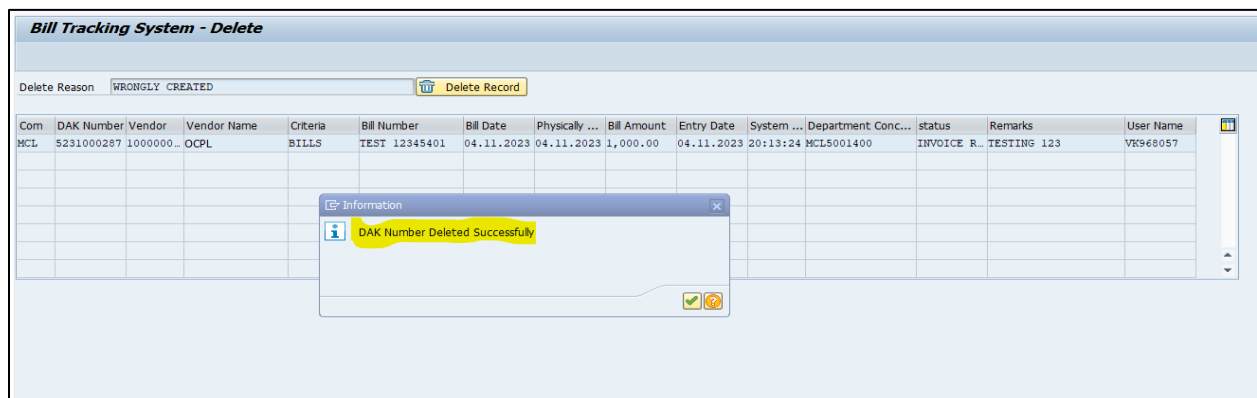 Bill Tracking System - Delete
Delete Reason WRONGLY CREATED Delete Record
Com DAK Number Vendor Vendor Name Criteria Bill Number Bill Date Physically ... Bill Amount Entry Date System ... Department Conc... status Remarks User Name
MCL 5231000287 1000000... OCPL BILLS TEST 12345401 04.11.2023 04.11.2023 1,000.00 04.11.2023 20:13:24 MCL5001400 INVOICE R... TESTING 123 VK968057
Information
DAK Number Deleted Successfully